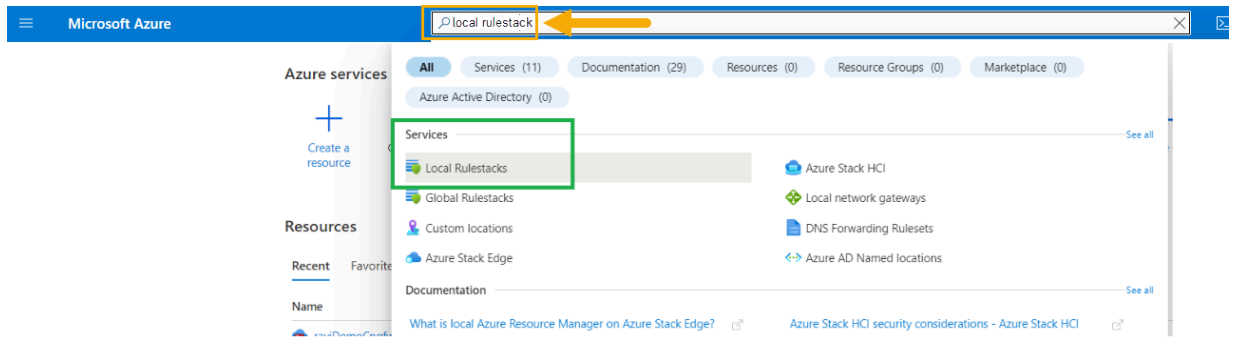 Microsoft Azure
local rulestack
Azure services
All Services (11) Documentation (29) Resources (0) Resource Groups (0) Marketplace (0)
Azure Active Directory (0)
Services See all
Create a
resource
Local Rulestacks Azure Stack HCI
Global Rulestacks Local network gateways
Resources
Custom locations DNS Forwarding Rulesets
Recent Favorite
Azure Stack Edge Azure AD Named locations
Documentation See all
Name
What is local Azure Resource Manager on Azure Stack Edge? Azure Stack HCI security considerations - Azure Stack HCI